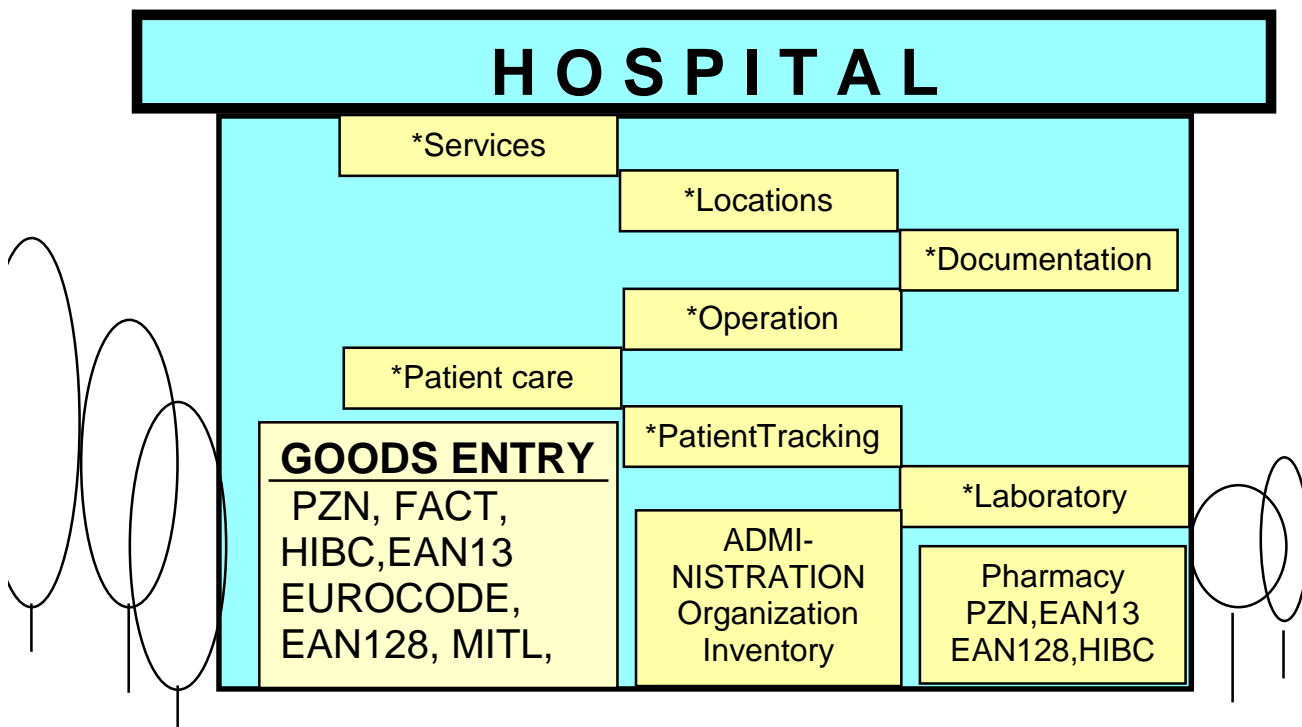 H O S P I T A L
*Services
*Locations
*Documentation
*Operation
*Patient care
*PatientTracking
*Laboratory
GOODS ENTRY
PZN, FACT,
HIBC,EAN13
EUROCODE,
EAN128, MITL,
ADMI-
NISTRATION
Organization
Inventory
Pharmacy
PZN,EAN13
EAN128,HIBC